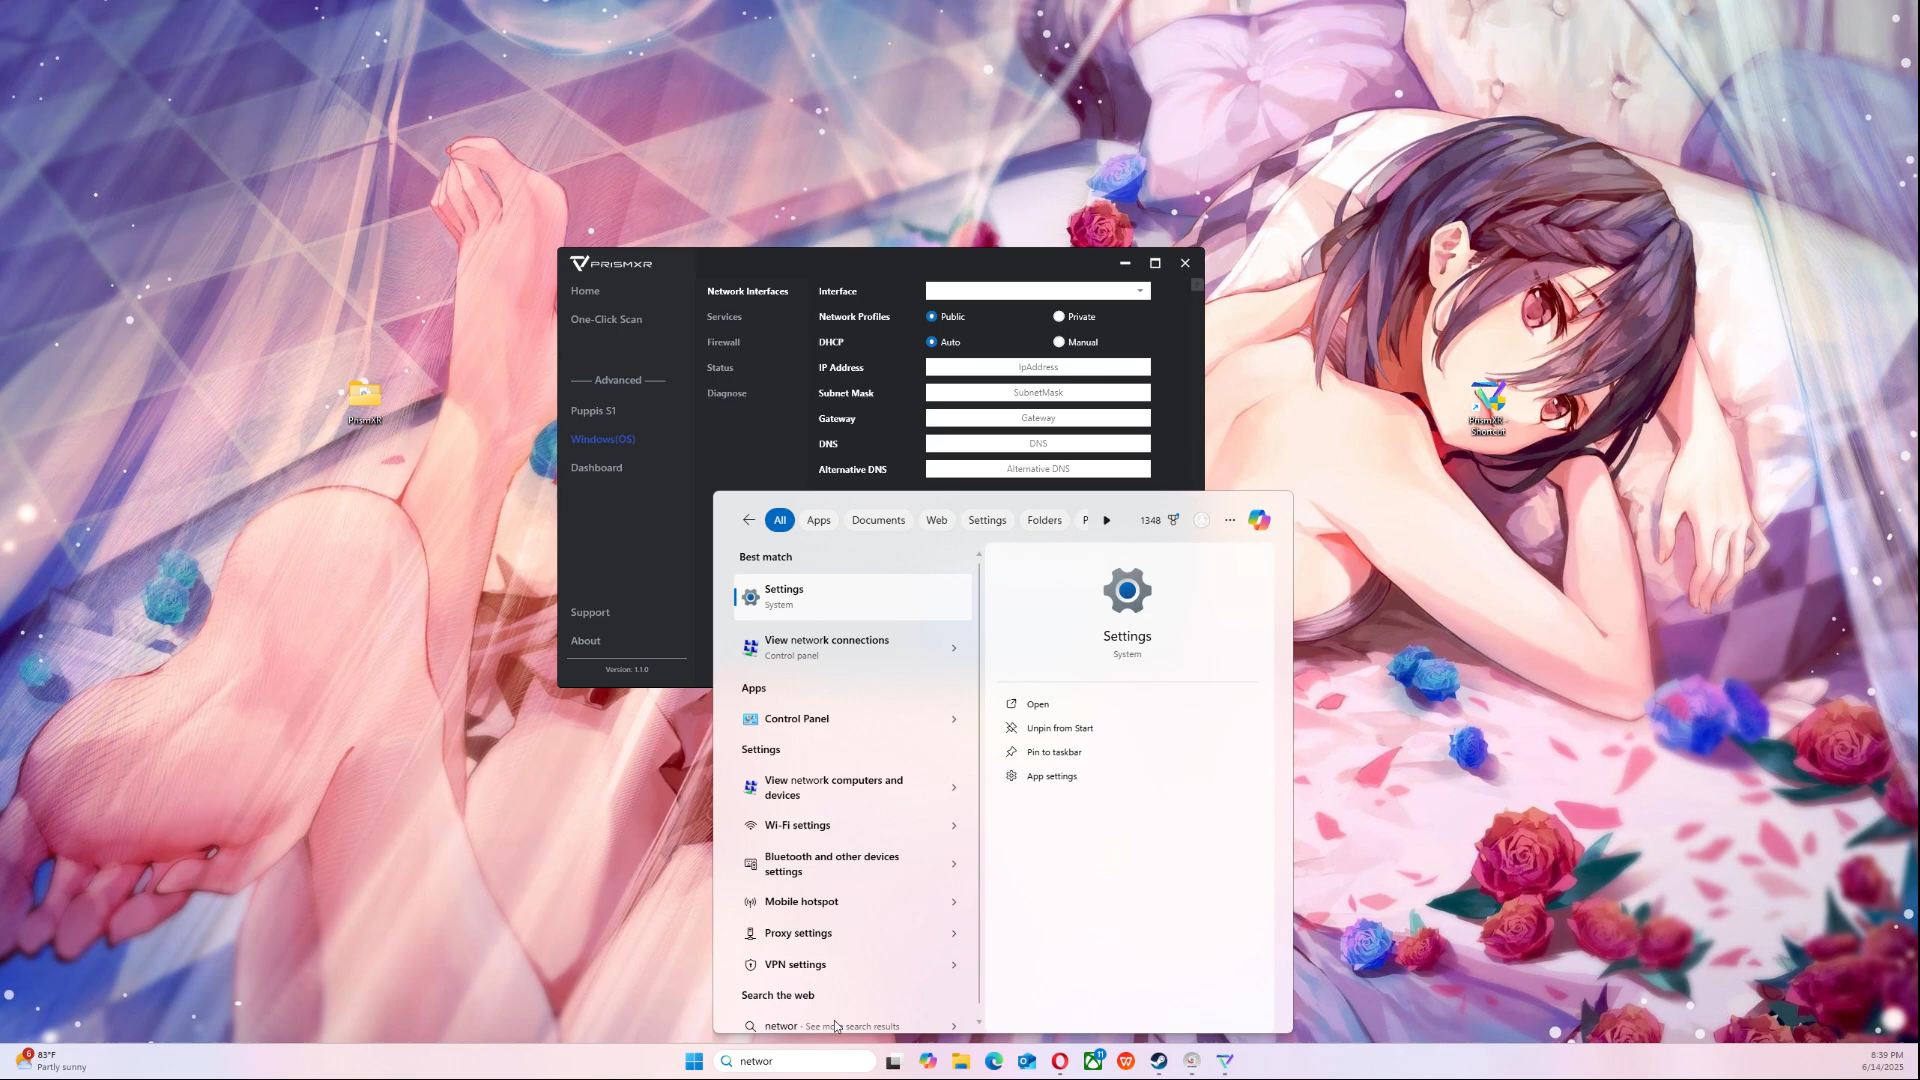 PRISMXR
Home
One-Click Scan
Advanced
Puppis S1
Windows(OS)
Dashboard
Support
About
Version: 1.1.0
Network Interfaces
Services
Firewall
Status
Diagnose
Interface
Network Profiles
Public
Private
DHCP
Auto
Manual
IP Address
IpAddress
Subnet Mask
SubnetMask
Gateway
Gateway
DNS
DNS
Alternative DNS
Alternative DNS
PrismXR
PrismXR -
Shortcut
All
Apps
Documents
Web
Settings
Folders
P
1348
Best match
Settings
System
View network connections
Control panel
Apps
Control Panel
Settings
View network computers and
devices
Wi-Fi settings
Bluetooth and other devices
settings
Mobile hotspot
Proxy settings
VPN settings
Search the web
networ - See more search results
Settings
System
Open
Unpin from Start
Pin to taskbar
App settings
6
83°F
Partly sunny
networ
11
8:39 PM
6/14/2025